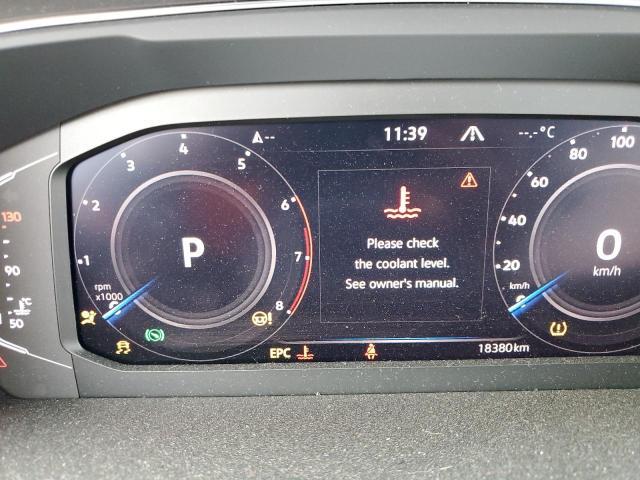 11:39
--.-°C
100
4
3
5
80
2
6
60
130
Please check
the coolant level.
See owner's manual.
P
40
0
km/h
90
1
7
20
rpm
x1000
km/h
8
°C
50
EPC
18380km